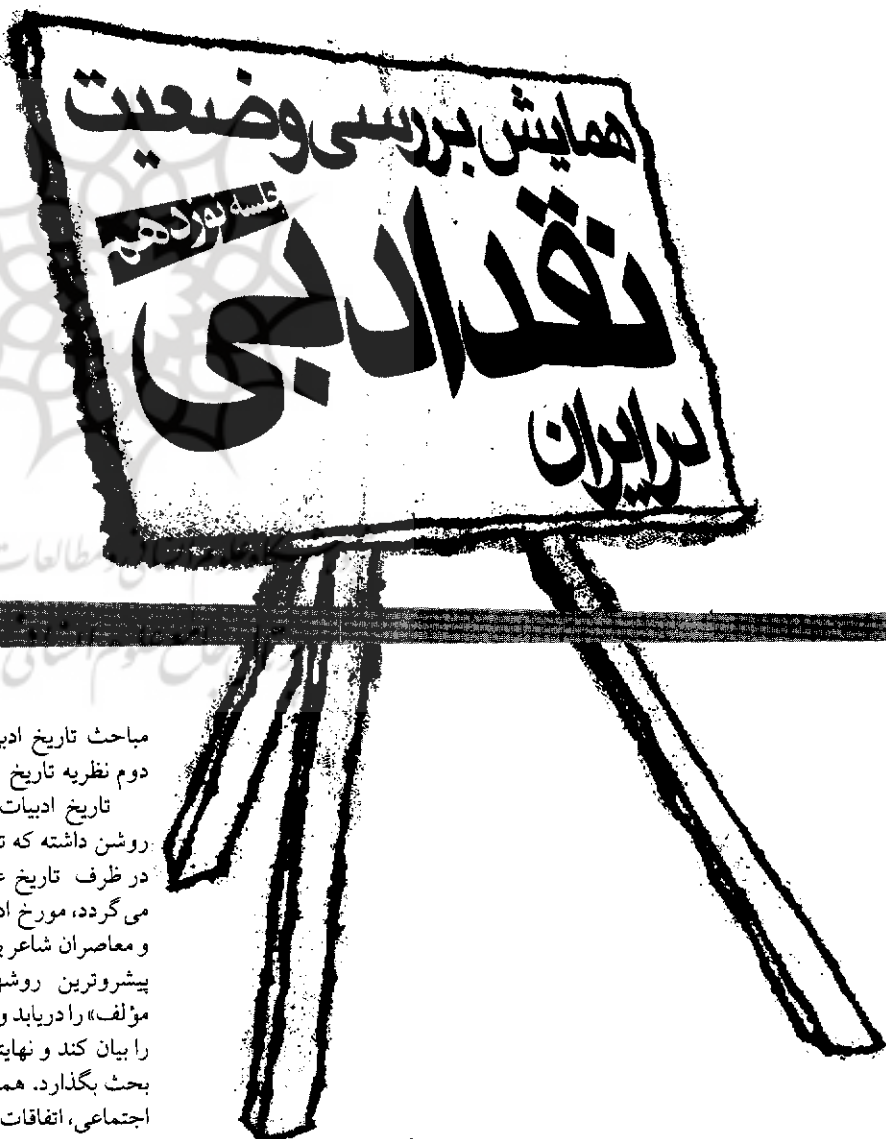 همایش بررسی وضعیت
جلسه نوزدهم
نقد ادبی
در ایران
مباحث تاریخ ادب
دوم نظریه تاریخ
تاریخ ادبیات
روشن داشته که ت
در ظرف تاریخ ع
می‌گردد، مورخ اد
و معاصران شاعر ب
پیشروترین روشه
مؤلف» را دریابد و
را بیان کند و نهایت
بحث بگذارد. هم
اجتماعی، اتفاقات